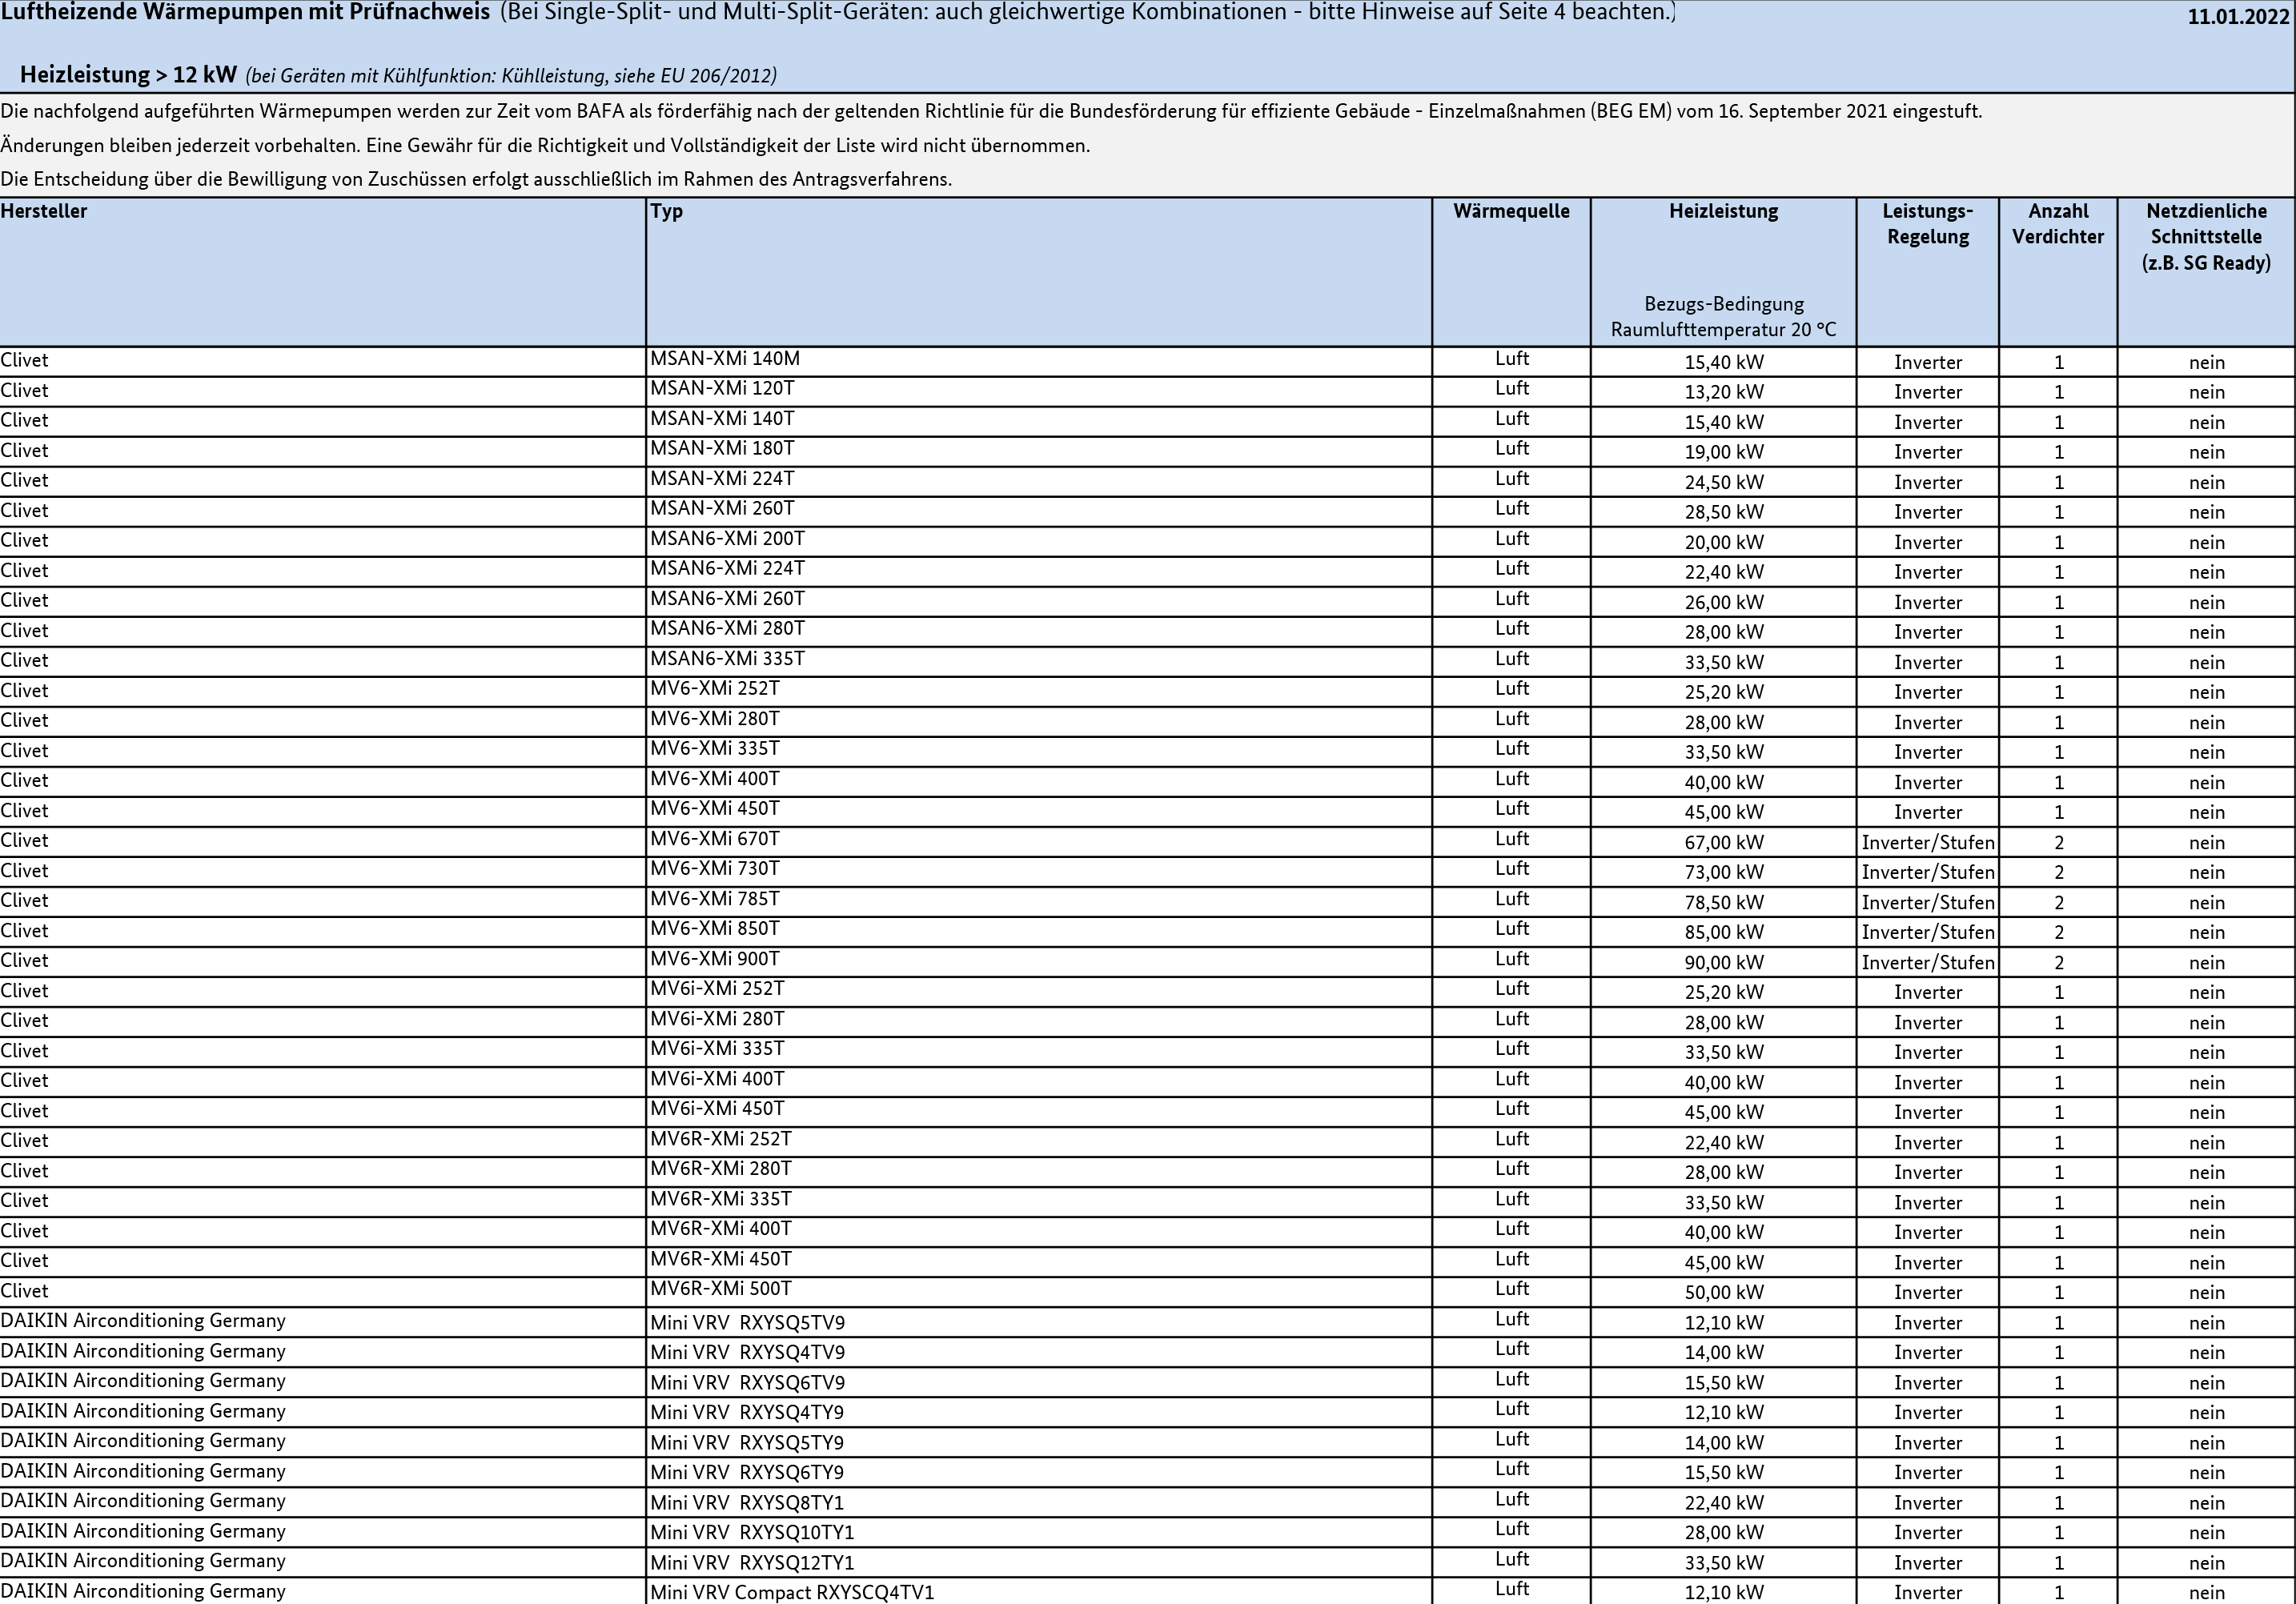 Luftheizende Wärmepumpen mit Prüfnachweis (Bei Single-Split- und Multi-Split-Geräten: auch gleichwertige Kombinationen - bitte Hinweise auf Seite 4 beachten.) 11.01.2022
Heizleistung > 12 kW (bei Geräten mit Kühlfunktion: Kühlleistung, siehe EU 206/2012)
Die nachfolgend aufgeführten Wärmepumpen werden zur Zeit vom BAFA als förderfähig nach der geltenden Richtlinie für die Bundesförderung für effiziente Gebäude - Einzelmaßnahmen (BEG EM) vom 16. September 2021 eingestuft.
Änderungen bleiben jederzeit vorbehalten. Eine Gewähr für die Richtigkeit und Vollständigkeit der Liste wird nicht übernommen.
Die Entscheidung über die Bewilligung von Zuschüssen erfolgt ausschließlich im Rahmen des Antragsverfahrens.
Hersteller Typ Wärmequelle Heizleistung Leistungs- Anzahl Netzdienliche
Regelung Verdichter Schnittstelle
(z.B. SG Ready)
Bezugs-Bedingung
Raumlufttemperatur 20 °C
Clivet MSAN-XMi 140M Luft 15,40 kW Inverter 1 nein
Clivet MSAN-XMi 120T Luft 13,20 kW Inverter 1 nein
Clivet MSAN-XMi 140T Luft 15,40 kW Inverter 1 nein
Clivet MSAN-XMi 180T Luft 19,00 kW Inverter 1 nein
Clivet MSAN-XMi 224T Luft 24,50 kW Inverter 1 nein
Clivet MSAN-XMi 260T Luft 28,50 kW Inverter 1 nein
Clivet MSAN6-XMi 200T Luft 20,00 kW Inverter 1 nein
Clivet MSAN6-XMi 224T Luft 22,40 kW Inverter 1 nein
Clivet MSAN6-XMi 260T Luft 26,00 kW Inverter 1 nein
Clivet MSAN6-XMi 280T Luft 28,00 kW Inverter 1 nein
Clivet MSAN6-XMi 335T Luft 33,50 kW Inverter 1 nein
Clivet MV6-XMi 252T Luft 25,20 kW Inverter 1 nein
Clivet MV6-XMi 280T Luft 28,00 kW Inverter 1 nein
Clivet MV6-XMi 335T Luft 33,50 kW Inverter 1 nein
Clivet MV6-XMi 400T Luft 40,00 kW Inverter 1 nein
Clivet MV6-XMi 450T Luft 45,00 kW Inverter 1 nein
Clivet MV6-XMi 670T Luft 67,00 kW Inverter/Stufen 2 nein
Clivet MV6-XMi 730T Luft 73,00 kW Inverter/Stufen 2 nein
Clivet MV6-XMi 785T Luft 78,50 kW Inverter/Stufen 2 nein
Clivet MV6-XMi 850T Luft 85,00 kW Inverter/Stufen 2 nein
Clivet MV6-XMi 900T Luft 90,00 kW Inverter/Stufen 2 nein
Clivet MV6i-XMi 252T Luft 25,20 kW Inverter 1 nein
Clivet MV6i-XMi 280T Luft 28,00 kW Inverter 1 nein
Clivet MV6i-XMi 335T Luft 33,50 kW Inverter 1 nein
Clivet MV6i-XMi 400T Luft 40,00 kW Inverter 1 nein
Clivet MV6i-XMi 450T Luft 45,00 kW Inverter 1 nein
Clivet MV6R-XMi 252T Luft 22,40 kW Inverter 1 nein
Clivet MV6R-XMi 280T Luft 28,00 kW Inverter 1 nein
Clivet MV6R-XMi 335T Luft 33,50 kW Inverter 1 nein
Clivet MV6R-XMi 400T Luft 40,00 kW Inverter 1 nein
Clivet MV6R-XMi 450T Luft 45,00 kW Inverter 1 nein
Clivet MV6R-XMi 500T Luft 50,00 kW Inverter 1 nein
DAIKIN Airconditioning Germany Mini VRV RXYSQ5TV9 Luft 12,10 kW Inverter 1 nein
DAIKIN Airconditioning Germany Mini VRV RXYSQ4TV9 Luft 14,00 kW Inverter 1 nein
DAIKIN Airconditioning Germany Mini VRV RXYSQ6TV9 Luft 15,50 kW Inverter 1 nein
DAIKIN Airconditioning Germany Mini VRV RXYSQ4TY9 Luft 12,10 kW Inverter 1 nein
DAIKIN Airconditioning Germany Mini VRV RXYSQ5TY9 Luft 14,00 kW Inverter 1 nein
DAIKIN Airconditioning Germany Mini VRV RXYSQ6TY9 Luft 15,50 kW Inverter 1 nein
DAIKIN Airconditioning Germany Mini VRV RXYSQ8TY1 Luft 22,40 kW Inverter 1 nein
DAIKIN Airconditioning Germany Mini VRV RXYSQ10TY1 Luft 28,00 kW Inverter 1 nein
DAIKIN Airconditioning Germany Mini VRV RXYSQ12TY1 Luft 33,50 kW Inverter 1 nein
DAIKIN Airconditioning Germany Mini VRV Compact RXYSCQ4TV1 Luft 12,10 kW Inverter 1 nein